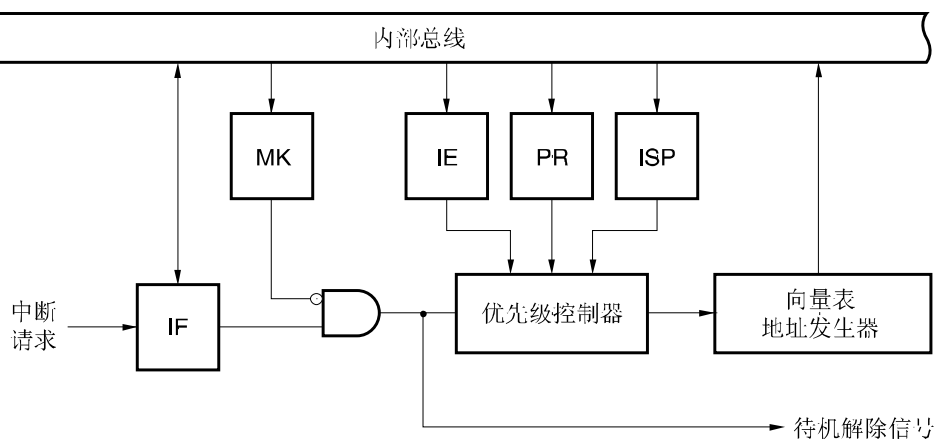 内部总线
MK
IE
PR
ISP
中断
请求
IF
优先级控制器
向量表
地址发生器
待机解除信号